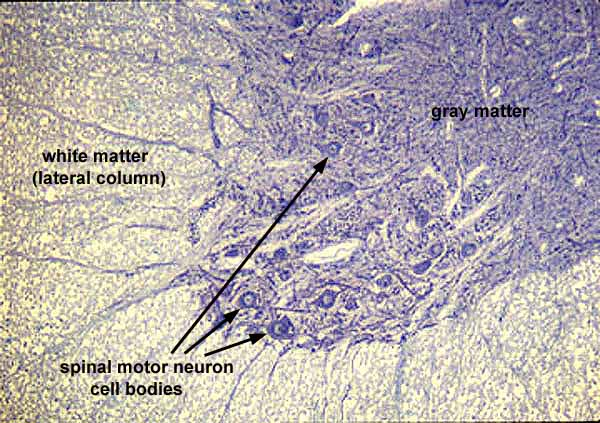 gray matter
white matter
(lateral column)
spinal motor neuron
cell bodies